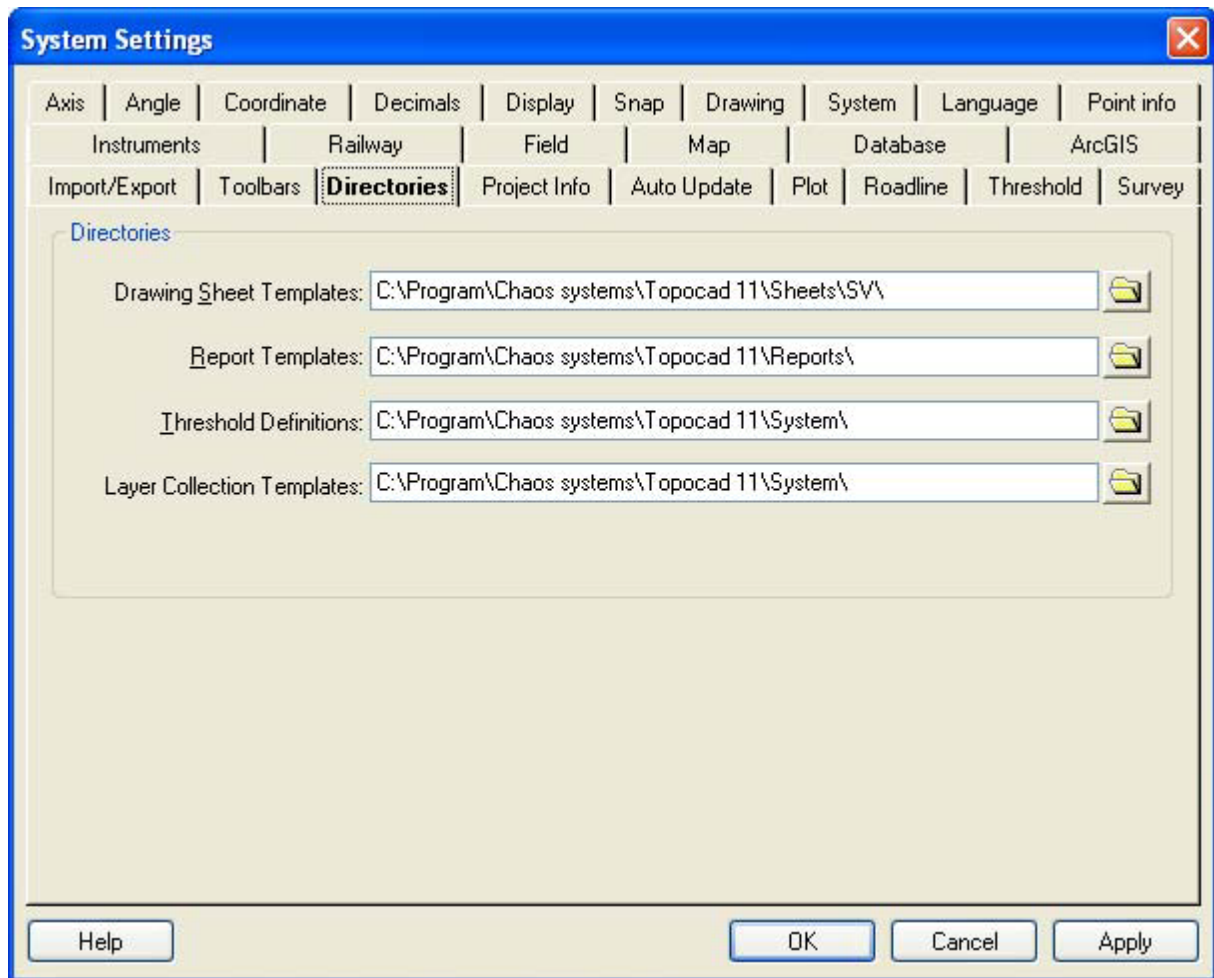 System Settings
Axis Angle Coordinate Decimals Display Snap Drawing System Language Point info
Instruments Railway Field Map Database ArcGIS
Import/Export Toolbars Directories Project Info Auto Update Plot Roadline Threshold Survey
Directories
Drawing Sheet Templates: C:\Program\Chaos systems\Topocad 11\Sheets\SV\
Report Templates: C:\Program\Chaos systems\Topocad 11\Reports\
Threshold Definitions: C:\Program\Chaos systems\Topocad 11\System\
Layer Collection Templates: C:\Program\Chaos systems\Topocad 11\System\
Help OK Cancel Apply